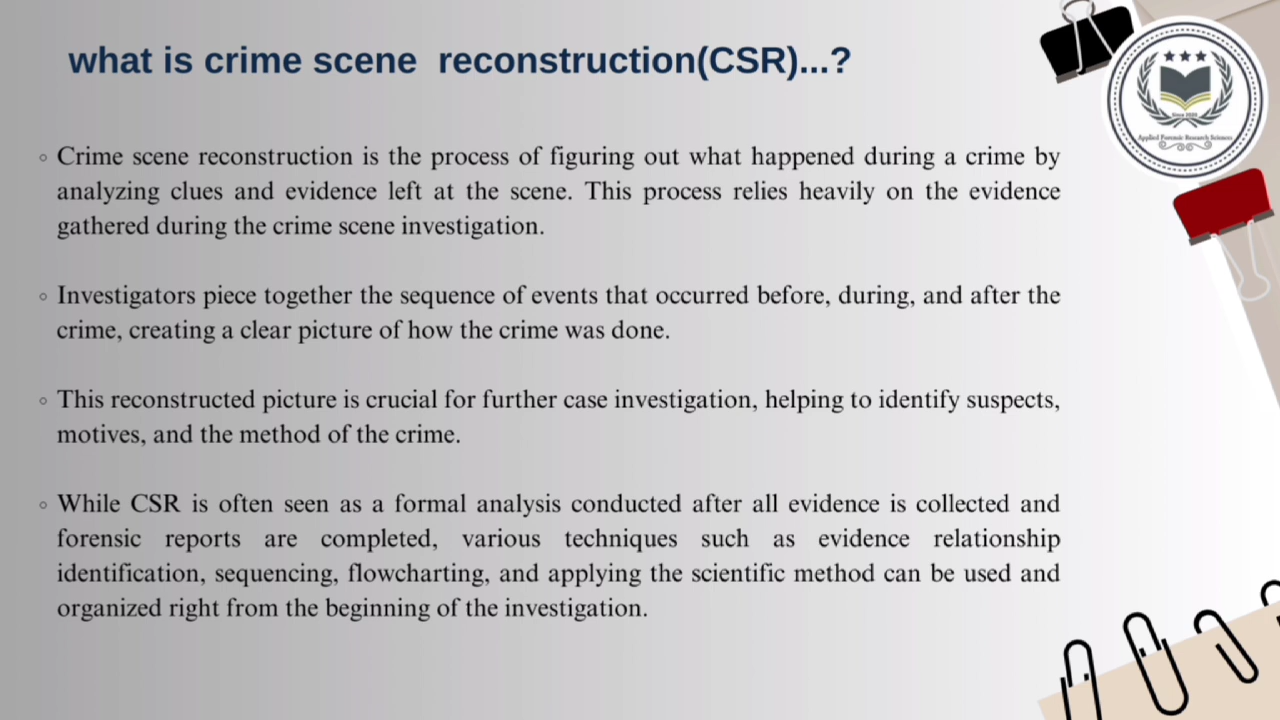 what is crime scene  reconstruction(CSR)...?
Crime scene reconstruction is the process of figuring out what happened during a crime by
analyzing clues and evidence left at the scene. This process relies heavily on the evidence
gathered during the crime scene investigation.
Investigators piece together the sequence of events that occurred before, during, and after the
crime, creating a clear picture of how the crime was done.
This reconstructed picture is crucial for further case investigation, helping to identify suspects,
motives, and the method of the crime.
While CSR is often seen as a formal analysis conducted after all evidence is collected and
forensic reports are completed, various techniques such as evidence relationship
identification, sequencing, flowcharting, and applying the scientific method can be used and
organized right from the beginning of the investigation.
Applied Forensic Research Sciences